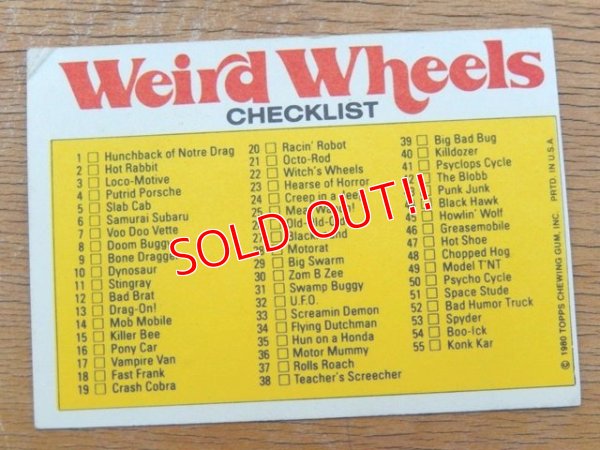 Weird Wheels
CHECKLIST
1 Hunchback of Notre Drag
2 Hot Rabbit
3 Loco-Motive
4 Putrid Porsche
5 Slab Cab
6 Samurai Subaru
7 Voo Doo Vette
8 Doom Buggy
9 Bone Dragger
10 Dynosaur
11 Stingray
12 Bad Brat
13 Drag-On!
14 Mob Mobile
15 Killer Bee
16 Pony Car
17 Vampire Van
18 Fast Frank
19 Crash Cobra
20 Racin' Robot
21 Octo-Rod
22 Witch's Wheels
23 Hearse of Horror
24 Creep in a Jeep
25 Mean
26
27 Black
28 Motorat
29 Big Swarm
30 Zom B Zee
31 Swamp Buggy
32 U.F.O.
33 Screamin Demon
34 Flying Dutchman
35 Hun on a Honda
36 Motor Mummy
37 Rolls Roach
38 Teacher's Screecher
39 Big Bad Bug
40 Killdozer
41 Psyclops Cycle
42 The Blobb
43 Punk Junk
Black Hawk
45 Howlin' Wolf
46 Greasemobile
47 Hot Shoe
48 Chopped Hog
49 Model T'NT
50 Psycho Cycle
51 Space Stude
52 Bad Humor Truck
53 Spyder
54 Boo-Ick
55 Konk Kar
© 1980 TOPPS CHEWING GUM, INC. PRTD. IN U.S.A.
SOLD OUT!!